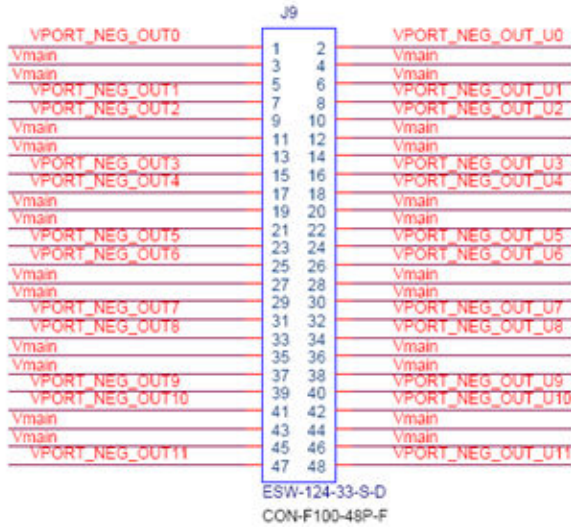 J9
VPORT_NEG_OUT0 1 2 VPORT_NEG_OUT_U0
Vmain 3 4 Vmain
Vmain 5 6 Vmain
VPORT_NEG_OUT1 7 8 VPORT_NEG_OUT_U1
VPORT_NEG_OUT2 9 10 VPORT_NEG_OUT_U2
Vmain 11 12 Vmain
Vmain 13 14 Vmain
VPORT_NEG_OUT3 15 16 VPORT_NEG_OUT_U3
VPORT_NEG_OUT4 17 18 VPORT_NEG_OUT_U4
Vmain 19 20 Vmain
Vmain 21 22 Vmain
VPORT_NEG_OUT5 23 24 VPORT_NEG_OUT_U5
VPORT_NEG_OUT6 25 26 VPORT_NEG_OUT_U6
Vmain 27 28 Vmain
Vmain 29 30 Vmain
VPORT_NEG_OUT7 31 32 VPORT_NEG_OUT_U7
VPORT_NEG_OUT8 33 34 VPORT_NEG_OUT_U8
Vmain 35 36 Vmain
Vmain 37 38 Vmain
VPORT_NEG_OUT9 39 40 VPORT_NEG_OUT_U9
VPORT_NEG_OUT10 41 42 VPORT_NEG_OUT_U10
Vmain 43 44 Vmain
Vmain 45 46 Vmain
VPORT_NEG_OUT11 47 48 VPORT_NEG_OUT_U11
ESW-124-33-S-D
CON-F100-48P-F